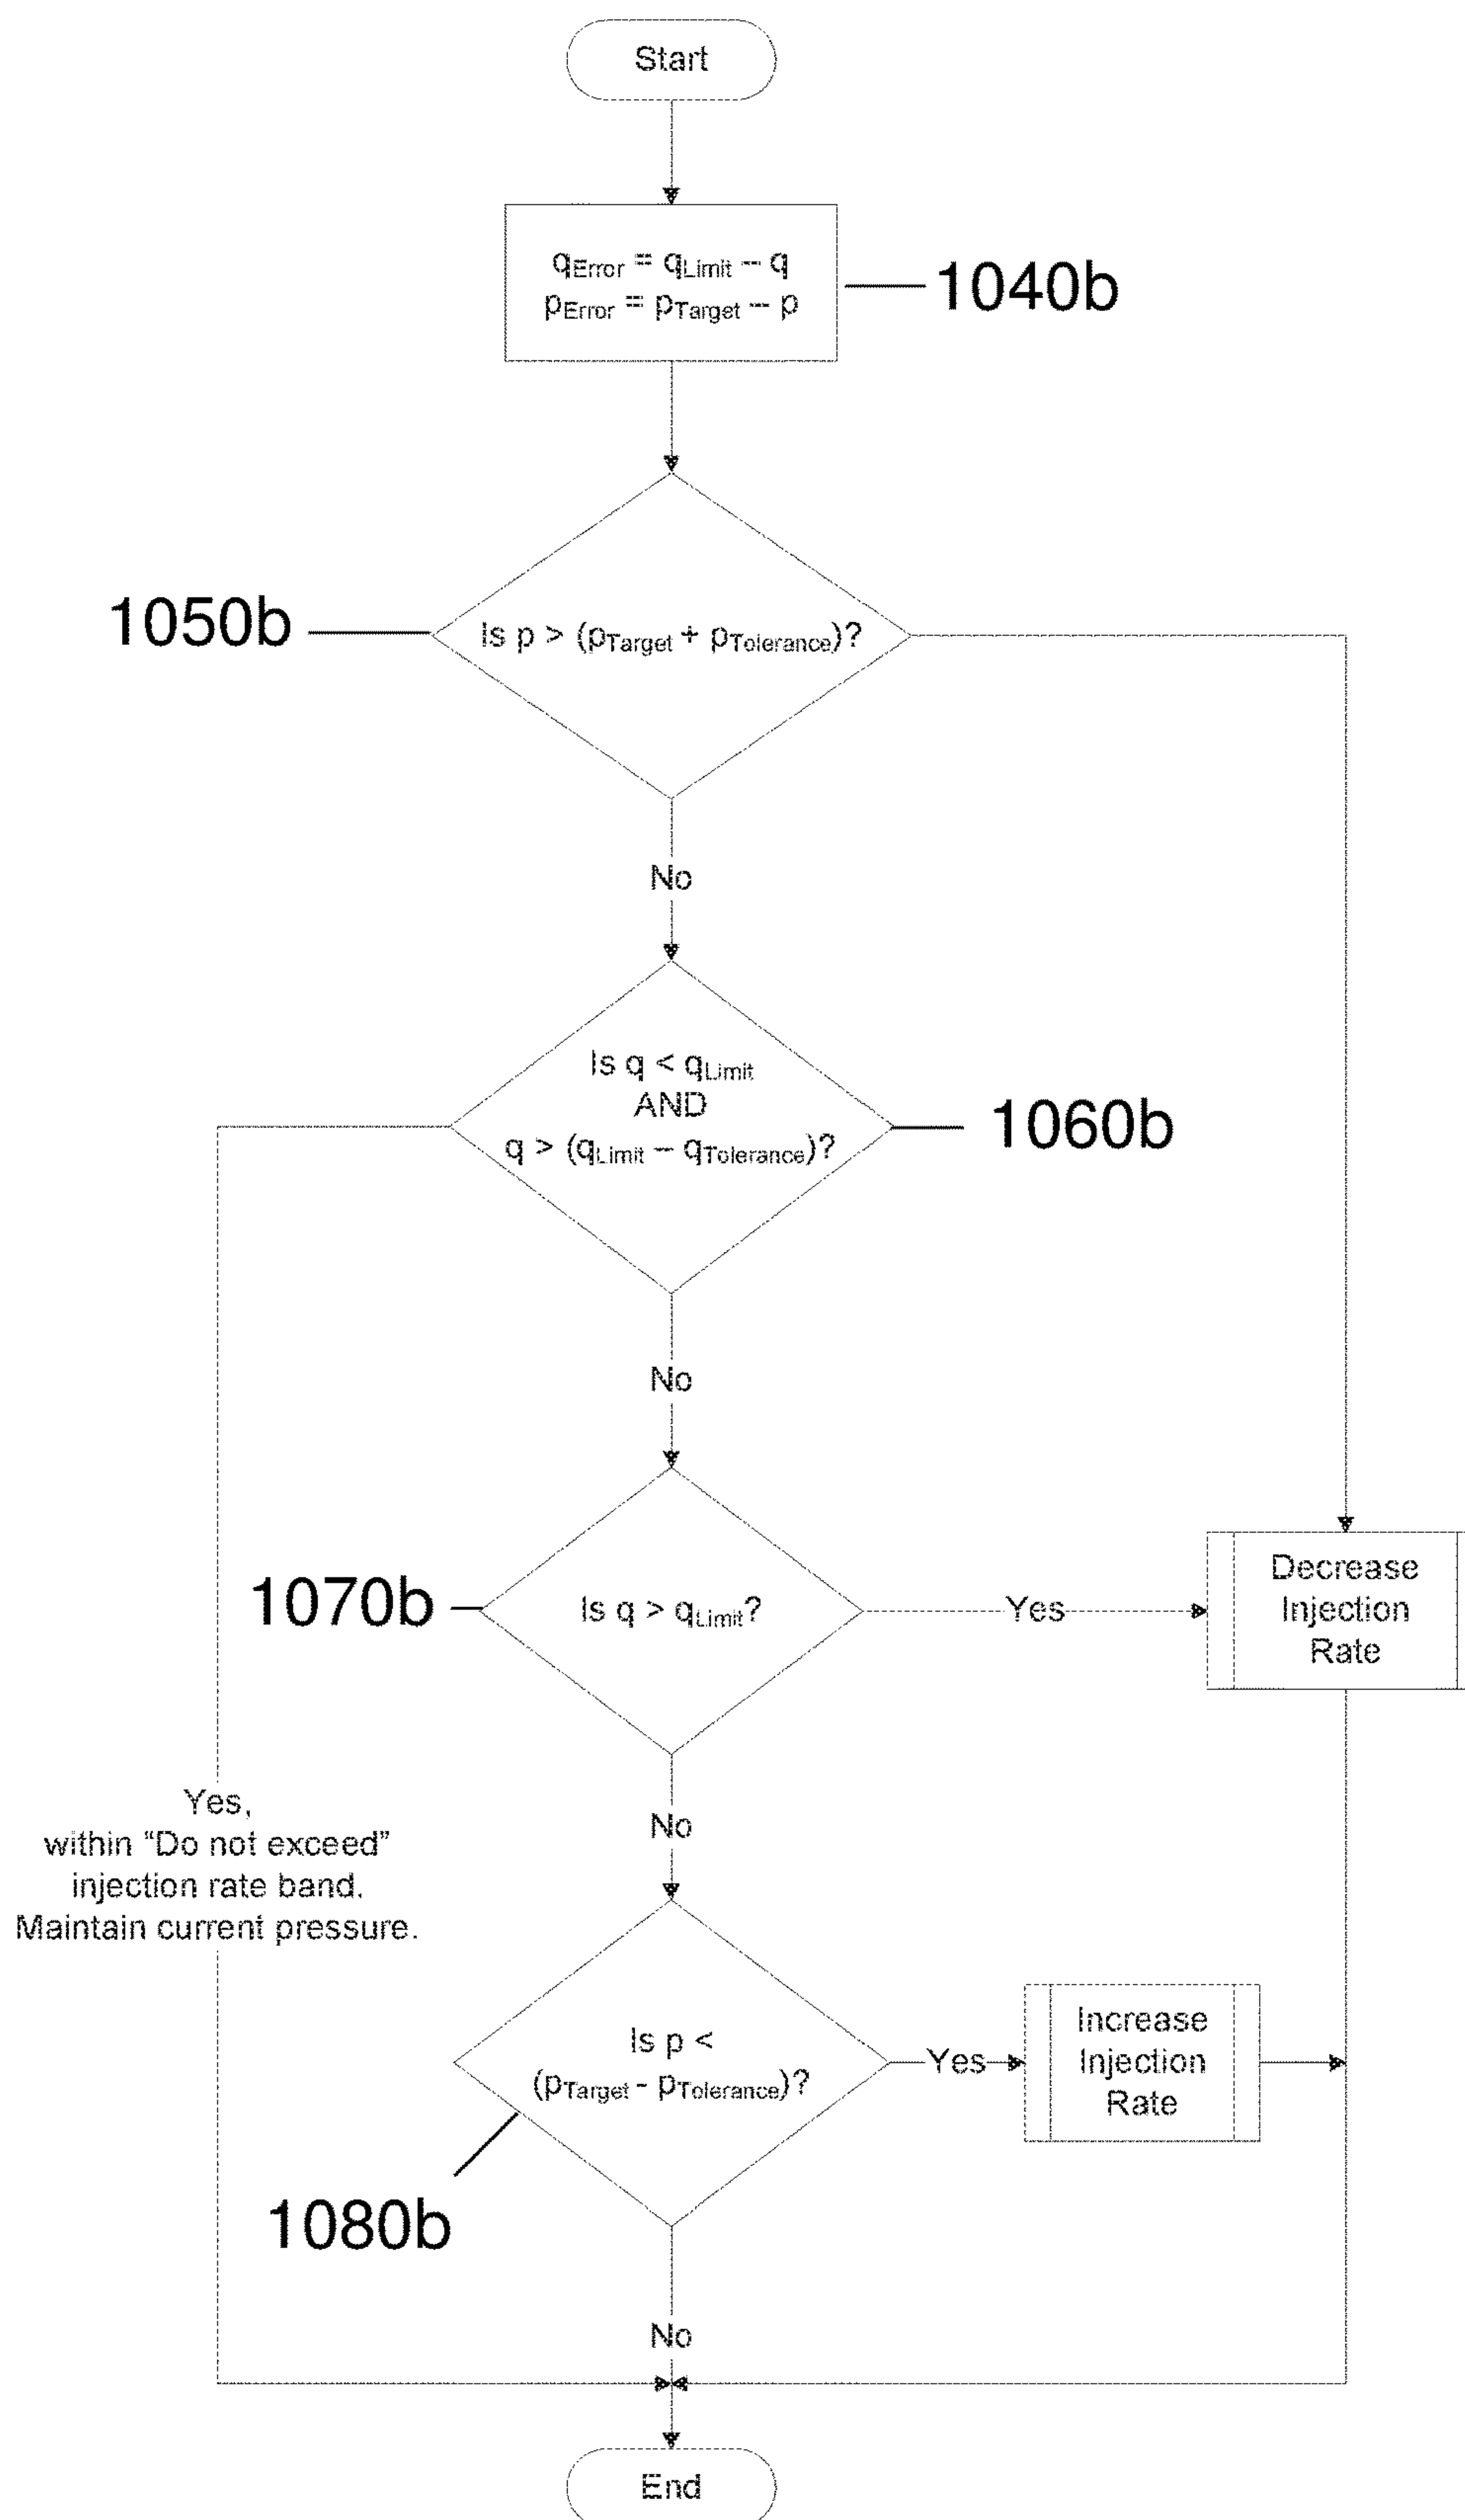 Start
qError = qLimit – q
pError = pTarget – p
1040b
1050b
Is p > (pTarget + pTolerance)?
No
Is q < qLimit
AND
q > (qLimit – qTolerance)?
1060b
No
1070b
Is q > qLimit?
Yes
Decrease
Injection
Rate
Yes,
within “Do not exceed”
injection rate band.
Maintain current pressure.
No
Is p <
(pTarget - pTolerance)?
Yes
Increase
Injection
Rate
1080b
No
End